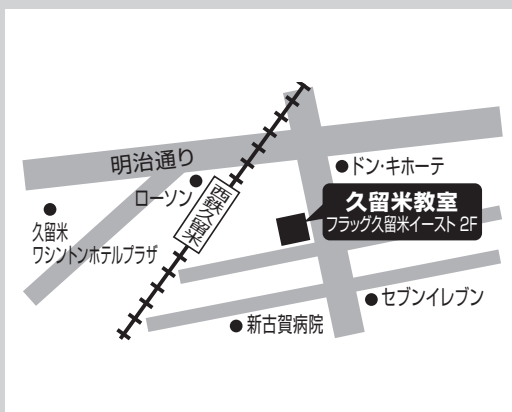 明治通り
ドン・キホーテ
ローソン
西鉄久留米
久留米教室
フラッグ久留米イースト 2F
久留米
ワシントンホテルプラザ
セブンイレブン
新古賀病院